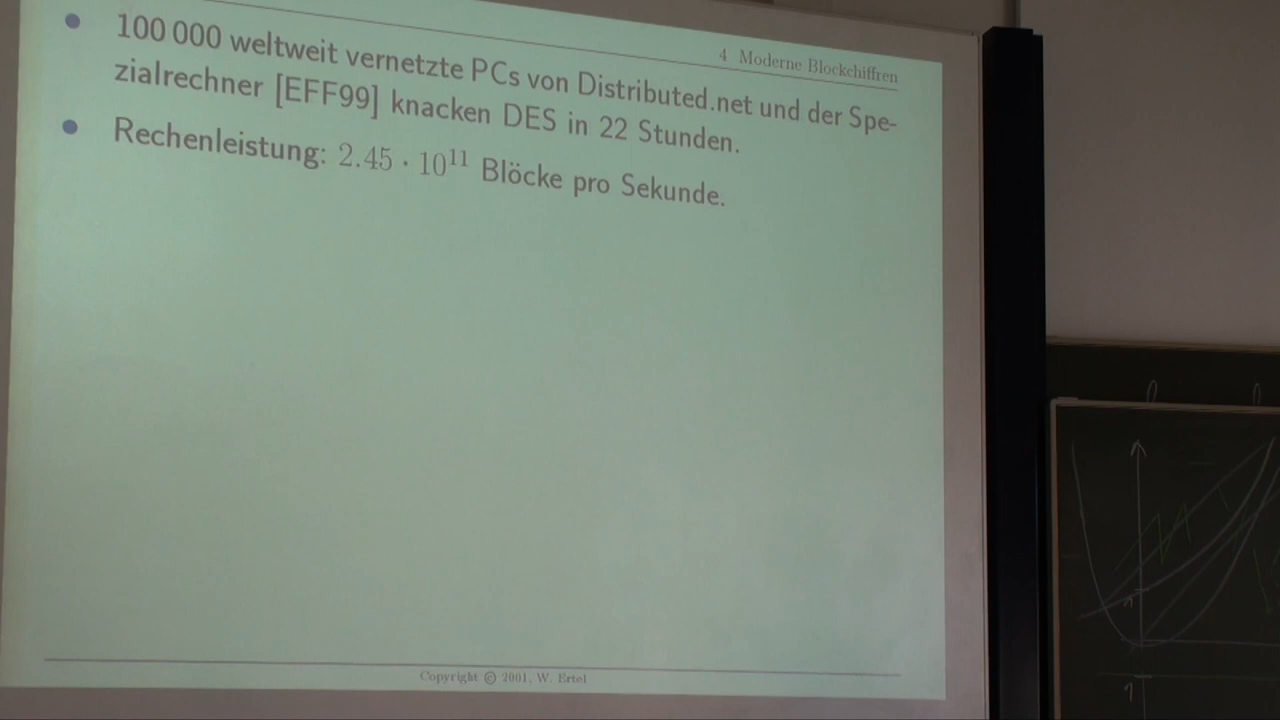 4 Moderne Blockchiffren
• 100 000 weltweit vernetzte PCs von Distributed.net und der Spe-
zialrechner [EFF99] knacken DES in 22 Stunden.
• Rechenleistung: 2.45 · 10¹¹ Blöcke pro Sekunde.
Copyright © 2001, W. Ertel